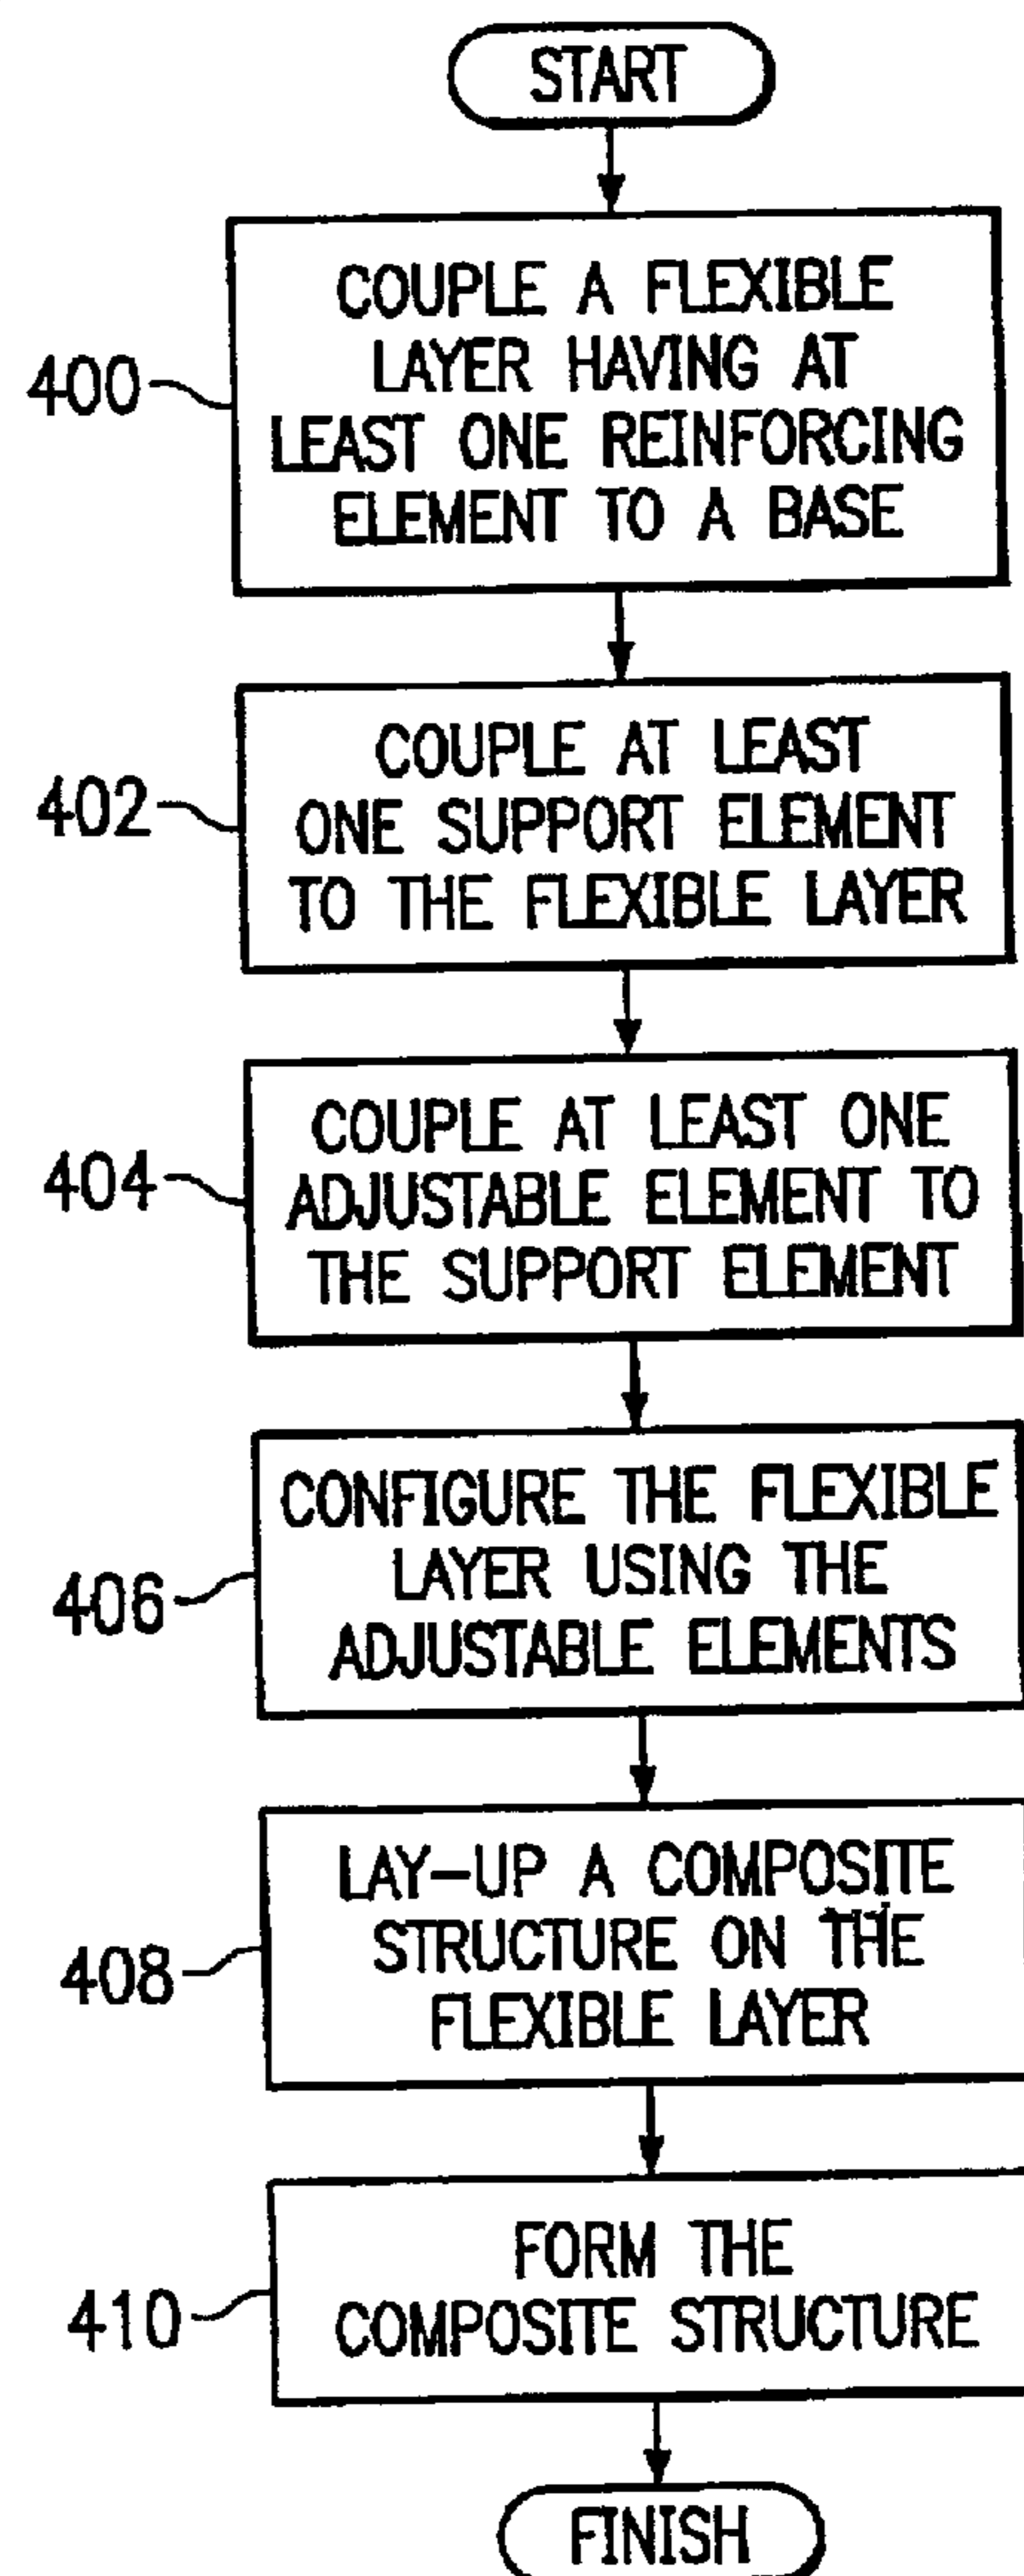 START
400
COUPLE A FLEXIBLE
LAYER HAVING AT
LEAST ONE REINFORCING
ELEMENT TO A BASE
402
COUPLE AT LEAST
ONE SUPPORT ELEMENT
TO THE FLEXIBLE LAYER
404
COUPLE AT LEAST ONE
ADJUSTABLE ELEMENT TO
THE SUPPORT ELEMENT
406
CONFIGURE THE FLEXIBLE
LAYER USING THE
ADJUSTABLE ELEMENTS
408
LAY-UP A COMPOSITE
STRUCTURE ON THE
FLEXIBLE LAYER
410
FORM THE
COMPOSITE STRUCTURE
FINISH